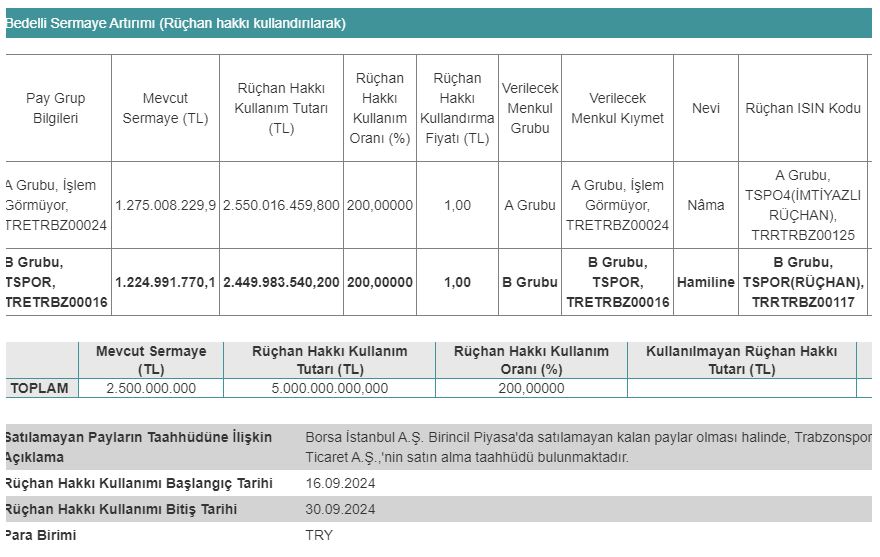 Bedelli Sermaye Artırımı (Rüçhan hakkı kullandırılarak)
Pay Grup Bilgileri
Mevcut Sermaye (TL)
Rüçhan Hakkı Kullanım Tutarı (TL)
Rüçhan Hakkı Kullanım Oranı (%)
Rüçhan Hakkı Kullandırma Fiyatı (TL)
Verilecek Menkul Grubu
Verilecek Menkul Kıymet
Nevi
Rüçhan ISIN Kodu
A Grubu, İşlem Görmüyor, TRETRBZ00024
1.275.008.229,9
2.550.016.459,800
200,00000
1,00
A Grubu
A Grubu, İşlem Görmüyor, TRETRBZ00024
Nâma
A Grubu, TSPO4(İMTİYAZLI RÜÇHAN), TRRTRBZ00125
B Grubu, TSPOR, TRETRBZ00016
1.224.991.770,1
2.449.983.540,200
200,00000
1,00
B Grubu
B Grubu, TSPOR, TRETRBZ00016
Hamiline
B Grubu, TSPOR(RÜÇHAN), TRRTRBZ00117
Mevcut Sermaye (TL)
Rüçhan Hakkı Kullanım Tutarı (TL)
Rüçhan Hakkı Kullanım Oranı (%)
Kullanılmayan Rüçhan Hakkı Tutarı (TL)
TOPLAM
2.500.000.000
5.000.000.000,000
200,00000
Satılamayan Payların Taahhüdüne İlişkin Açıklama
Borsa İstanbul A.Ş. Birincil Piyasa'da satılamayan kalan paylar olması halinde, Trabzonspor
Ticaret A.Ş.,'nin satın alma taahhüdü bulunmaktadır.
Rüçhan Hakkı Kullanımı Başlangıç Tarihi
16.09.2024
Rüçhan Hakkı Kullanımı Bitiş Tarihi
30.09.2024
Para Birimi
TRY